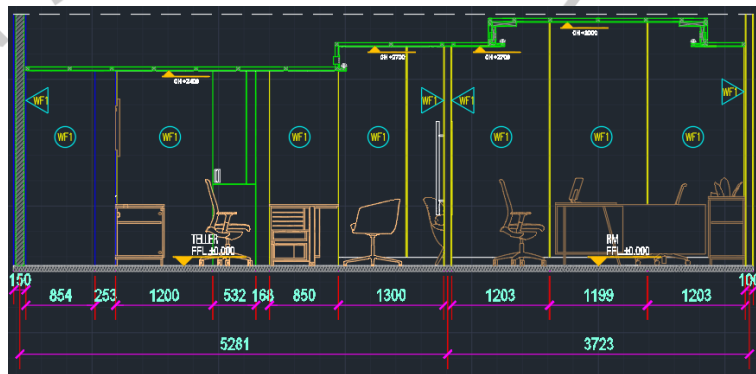 CH +3000
CH +2700
CH +2700
CH +2400
WF1
WF1
WF1
WF1
WF1
WF1
WF1
WF1
WF1
WF1
WF1
TELLER
FFL ±0.000
RM
FFL ±0.000
150
854
253
1200
532
168
850
1300
1203
1199
1203
100
5281
3723